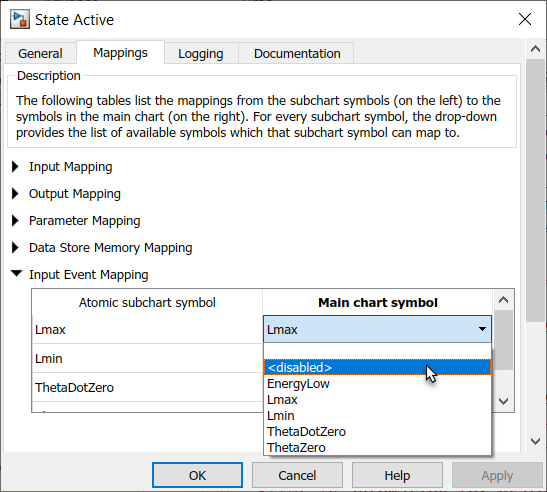 State Active
General Mappings Logging Documentation
Description
The following tables list the mappings from the subchart symbols (on the left) to the
symbols in the main chart (on the right). For every subchart symbol, the drop-down
provides the list of available symbols which that subchart symbol can map to.
Input Mapping
Output Mapping
Parameter Mapping
Data Store Memory Mapping
Input Event Mapping
Atomic subchart symbol Main chart symbol
Lmax Lmax
Lmin
<disabled>
EnergyLow
ThetaDotZero
Lmax
Lmin
ThetaDotZero
ThetaZero
OK Cancel Help Apply